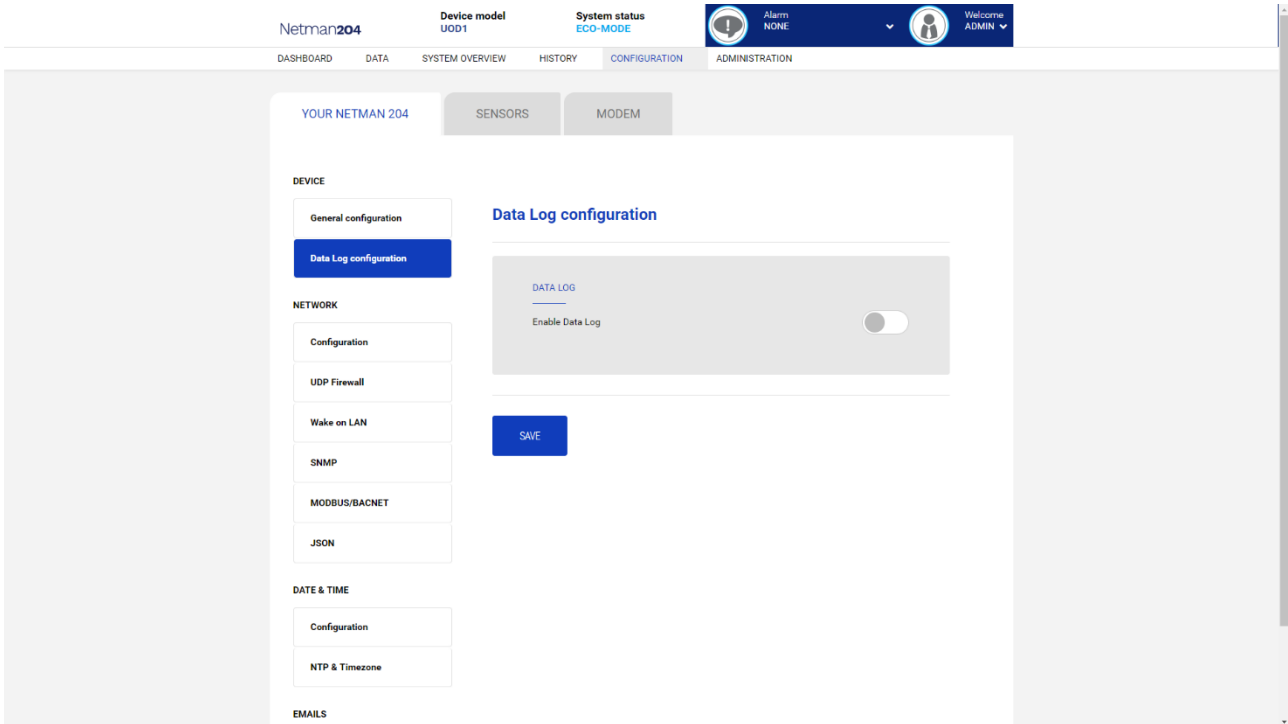 Netman204
Device model
UOD1
System status
ECO-MODE
Alarm
NONE
Welcome
ADMIN
DASHBOARD DATA SYSTEM OVERVIEW HISTORY CONFIGURATION ADMINISTRATION
YOUR NETMAN 204 SENSORS MODEM
DEVICE
General configuration
Data Log configuration
NETWORK
Configuration
UDP Firewall
Wake on LAN
SNMP
MODBUS/BACNET
JSON
DATE & TIME
Configuration
NTP & Timezone
EMAILS
Data Log configuration
DATA LOG
Enable Data Log
SAVE